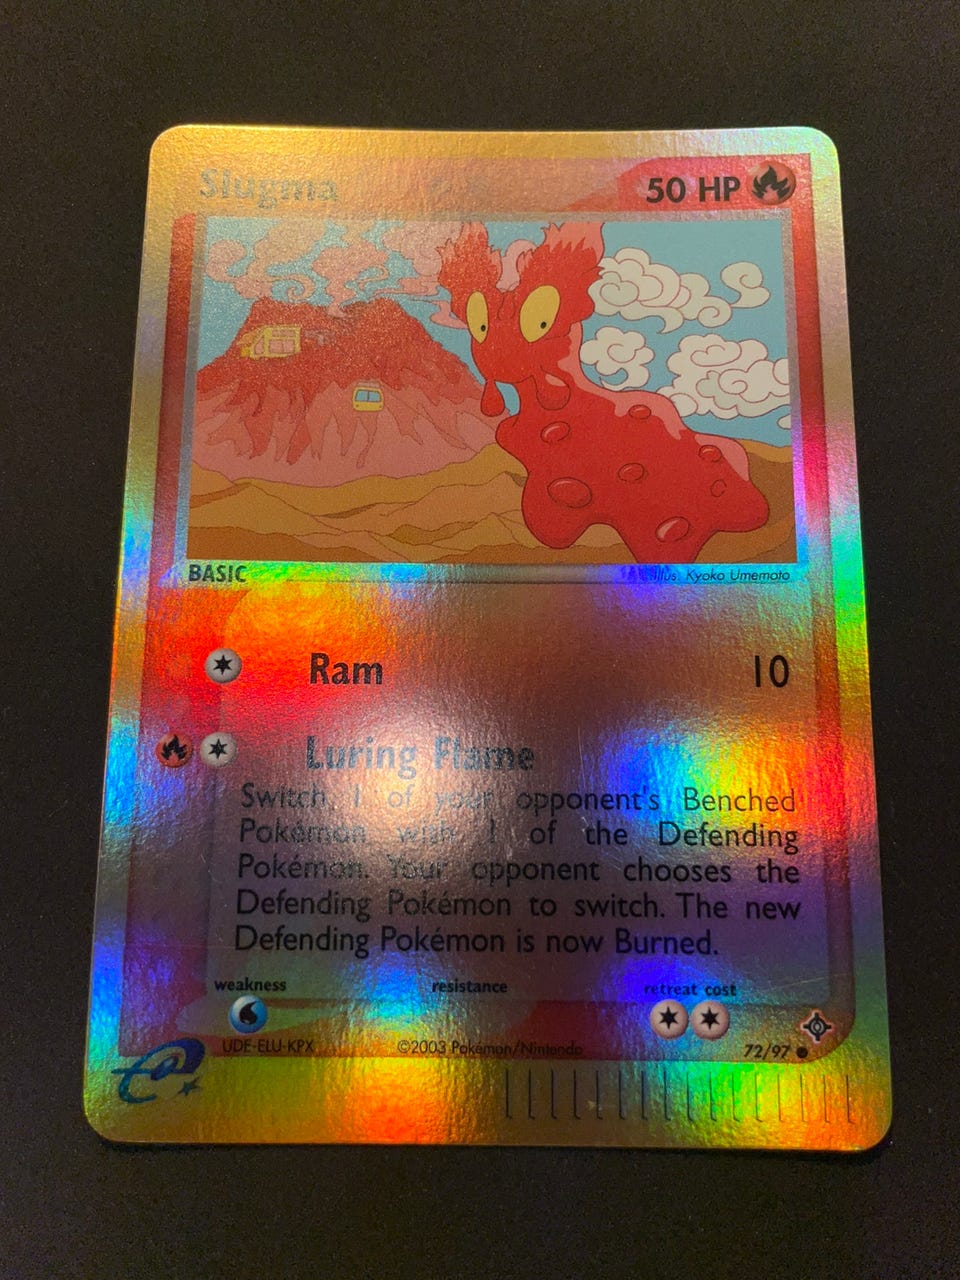 Slugma 50 HP
BASIC Illus. Kyoko Umemoto
Ram 10
Luring Flame
Switch 1 of your opponent's Benched
Pokémon with 1 of the Defending
Pokémon. Your opponent chooses the
Defending Pokémon to switch. The new
Defending Pokémon is now Burned.
weakness resistance retreat cost
UDE-ELU-KPX ©2003 Pokémon/Nintendo 72/97
e